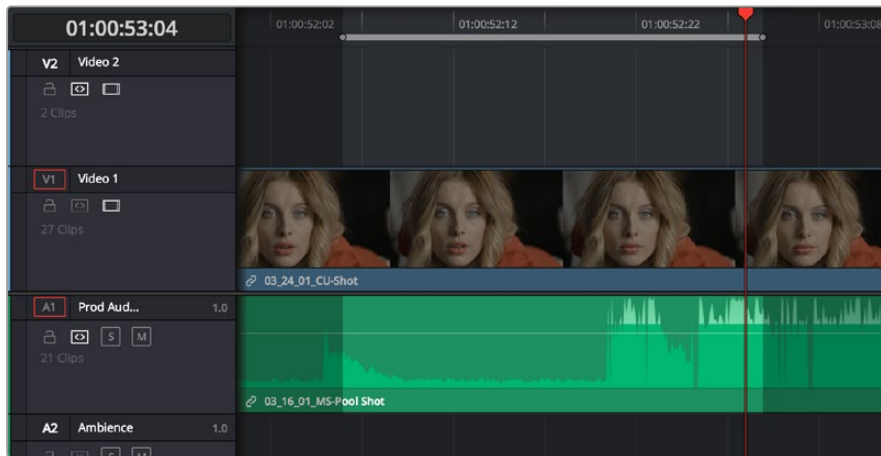 01:00:53:04
01:00:52:02
01:00:52:12
01:00:52:22
01:00:53:08
V2 Video 2
2 Clips
V1 Video 1
27 Clips
03_24_01_CU-Shot
A1 Prod Aud... 1.0
S M
21 Clips
03_16_01_MS-Pool Shot
A2 Ambience 1.0
S M